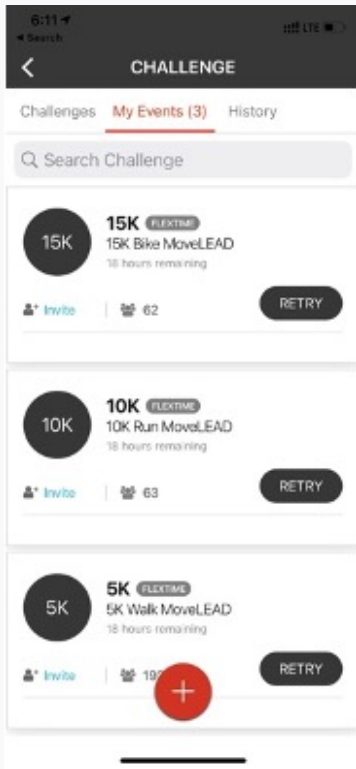 6:11
Search
LTE
CHALLENGE
Challenges My Events (3) History
Search Challenge
15K
15K FLEXTIME
15K Bike MoveLEAD
18 hours remaining
Invite 62
RETRY
10K
10K FLEXTIME
10K Run MoveLEAD
18 hours remaining
Invite 63
RETRY
5K
5K FLEXTIME
5K Walk MoveLEAD
18 hours remaining
Invite
RETRY